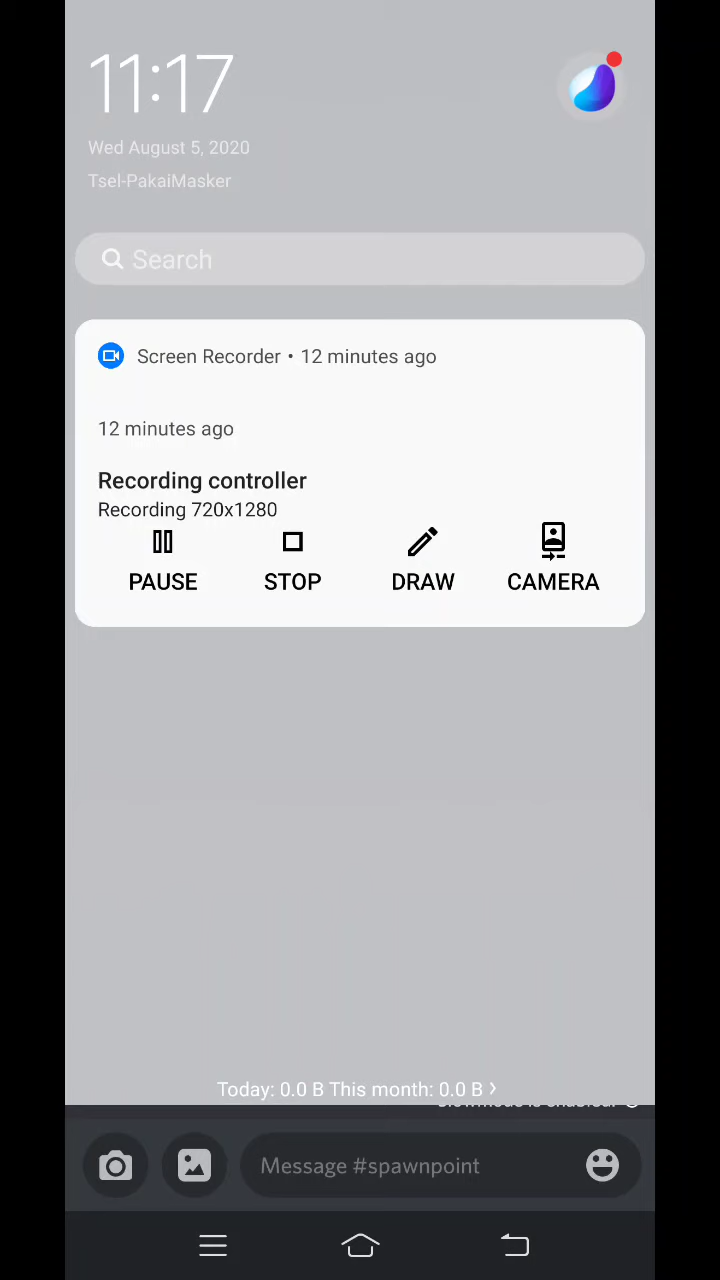 11:17
Wed August 5, 2020
Tsel-PakaiMasker
Search
Screen Recorder • 12 minutes ago
12 minutes ago
Recording controller
Recording 720x1280
PAUSE STOP DRAW CAMERA
Today: 0.0 B This month: 0.0 B
Message #spawnpoint